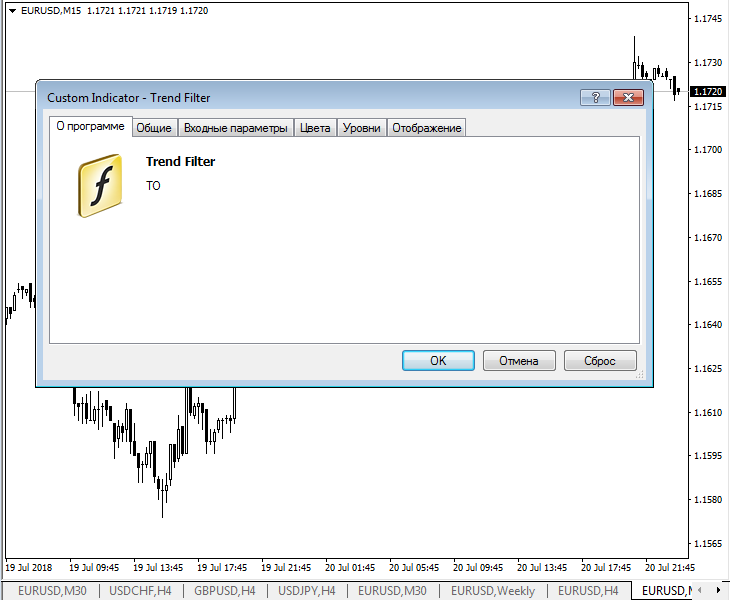 EURUSD,M15 1.1721 1.1721 1.1719 1.1720
1.1745
1.1730
1.1720
1.1715
1.1700
1.1685
1.1670
1.1655
1.1640
1.1625
1.1610
1.1595
1.1580
1.1565
Custom Indicator - Trend Filter
?
О программе Общие Входные параметры Цвета Уровни Отображение
f
Trend Filter
TO
OK Отмена Сброс
19 Jul 2018 19 Jul 09:45 19 Jul 13:45 19 Jul 17:45 19 Jul 21:45 20 Jul 01:45 20 Jul 05:45 20 Jul 09:45 20 Jul 13:45 20 Jul 17:45 20 Jul 21:45
EURUSD,M30 USDCHF,H4 GBPUSD,H4 USDJPY,H4 EURUSD,M30 EURUSD,Weekly EURUSD,H4 EURUSD,M